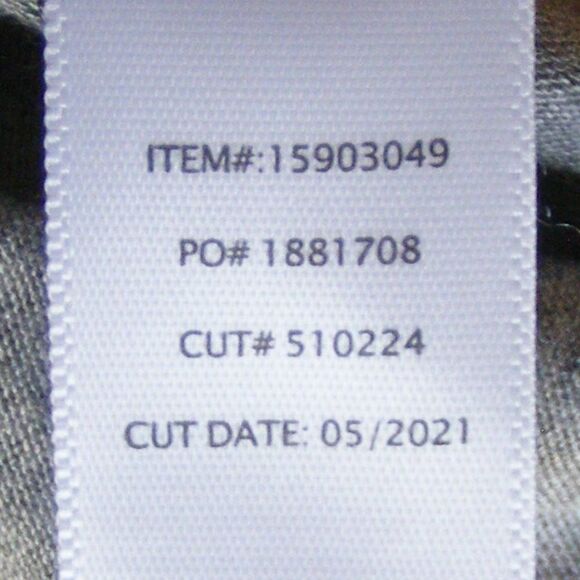 ITEM#:15903049
PO# 1881708
CUT# 510224
CUT DATE: 05/2021